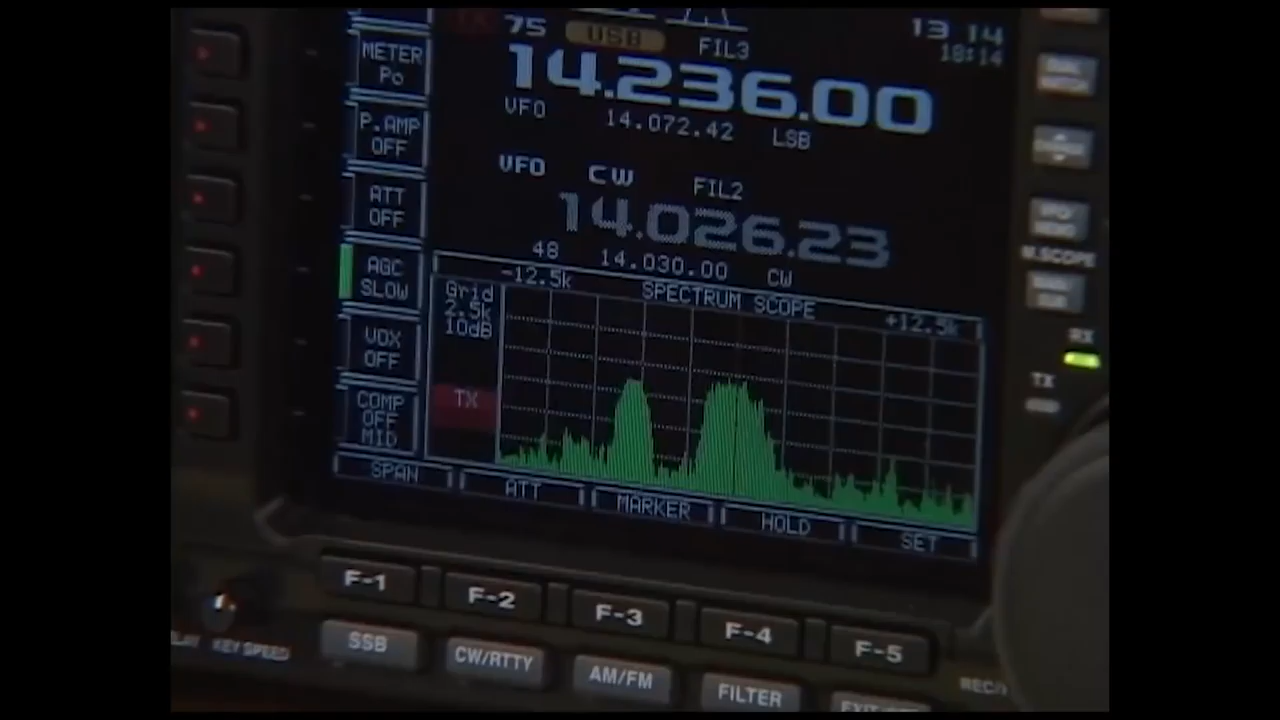 TX 75 USB FIL3 13 14
18:14
14.236.00
VFO 14.072.42 LSB
VFO CW FIL2
14.026.23
48 14.030.00 CW
METER
Po
P.AMP
OFF
ATT
OFF
AGC
SLOW
VOX
OFF
COMP
OFF
MID
-12.5k SPECTRUM SCOPE +12.5k
Grid
2.5k
10dB
TX
SPAN ATT MARKER HOLD SET
M.SCOPE
RX
TX
F-1 F-2 F-3 F-4 F-5
KEY SPEED
SSB CW/RTTY AM/FM FILTER